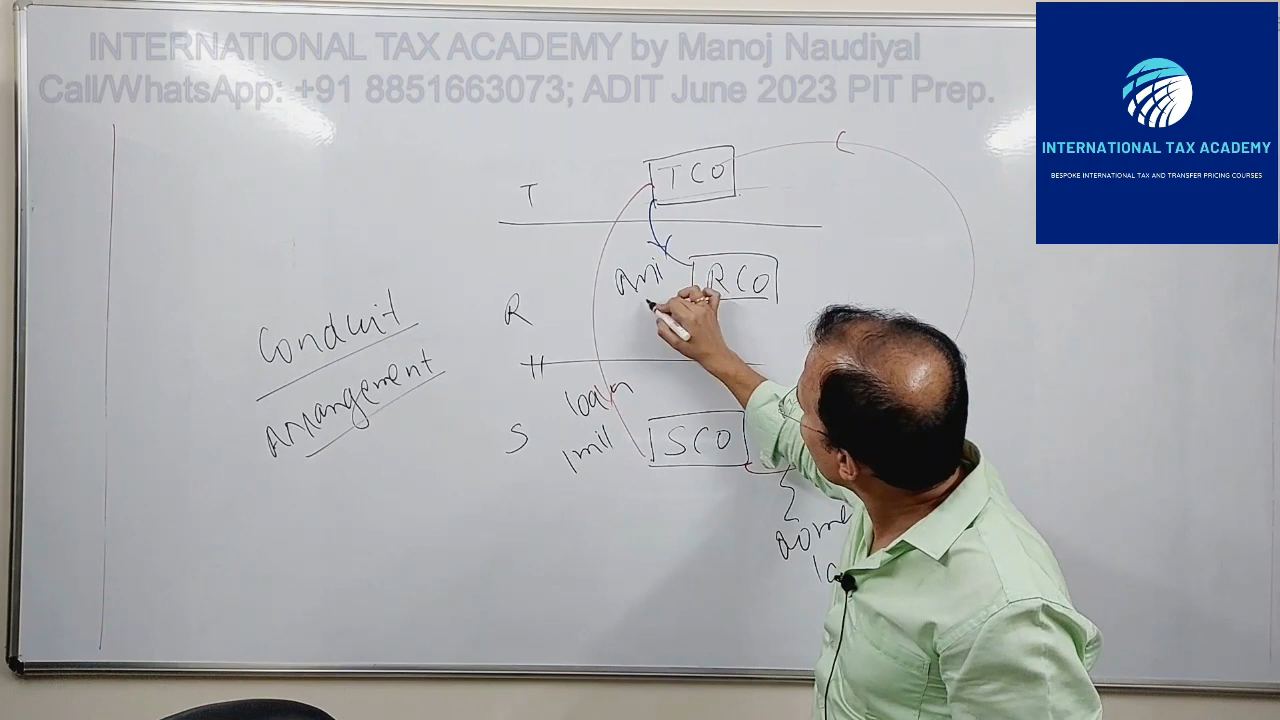 INTERNATIONAL TAX ACADEMY by Manoj Naudiyal
Call/WhatsApp: +91 8851663073; ADIT June 2023 PIT Prep.
INTERNATIONAL TAX ACADEMY
BESPOKE INTERNATIONAL TAX AND TRANSFER PRICING COURSES
T
TCO
R
RCO
Conduit
Arrangement
loan
1mil
S
SCO